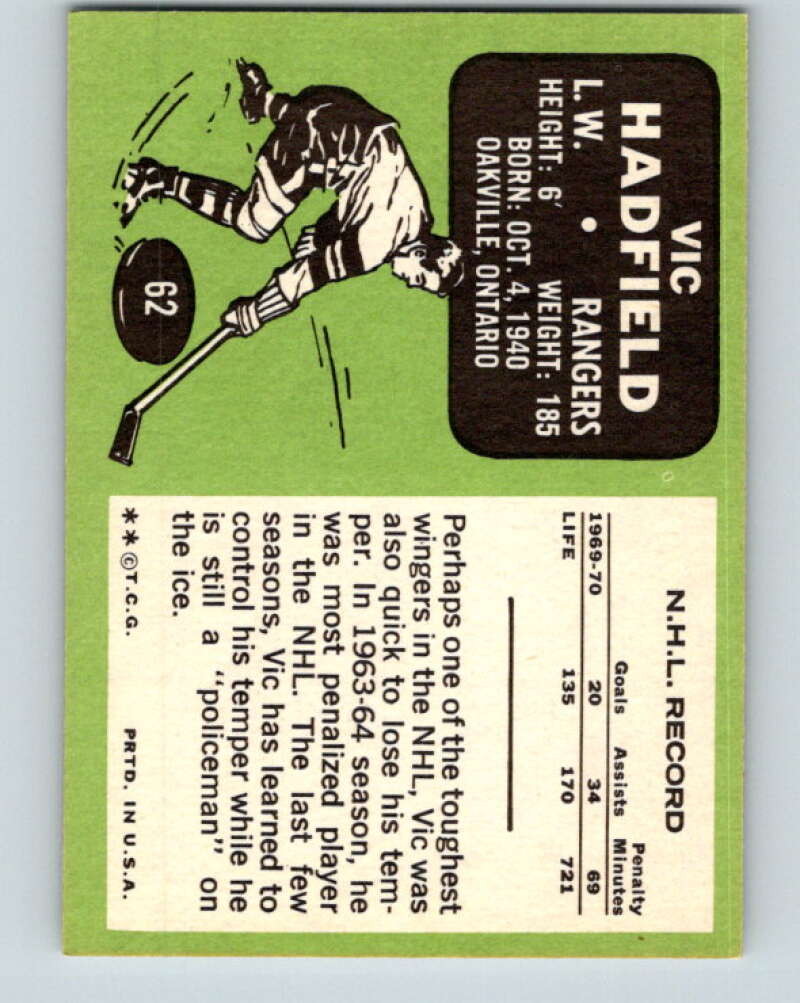 VIC
HADFIELD
L. W. • RANGERS
HEIGHT: 6′ WEIGHT: 185
BORN: OCT. 4, 1940
OAKVILLE, ONTARIO
62
N.H.L. RECORD
Penalty
Goals Assists Minutes
1969-70 20 34 69
LIFE 135 170 721
Perhaps one of the toughest
wingers in the NHL, Vic was
also quick to lose his tem-
per. In 1963-64 season, he
was most penalized player
in the NHL. The last few
seasons, Vic has learned to
control his temper while he
is still a "policeman" on
the ice.
**©T.C.G. PRTD. IN U.S.A.